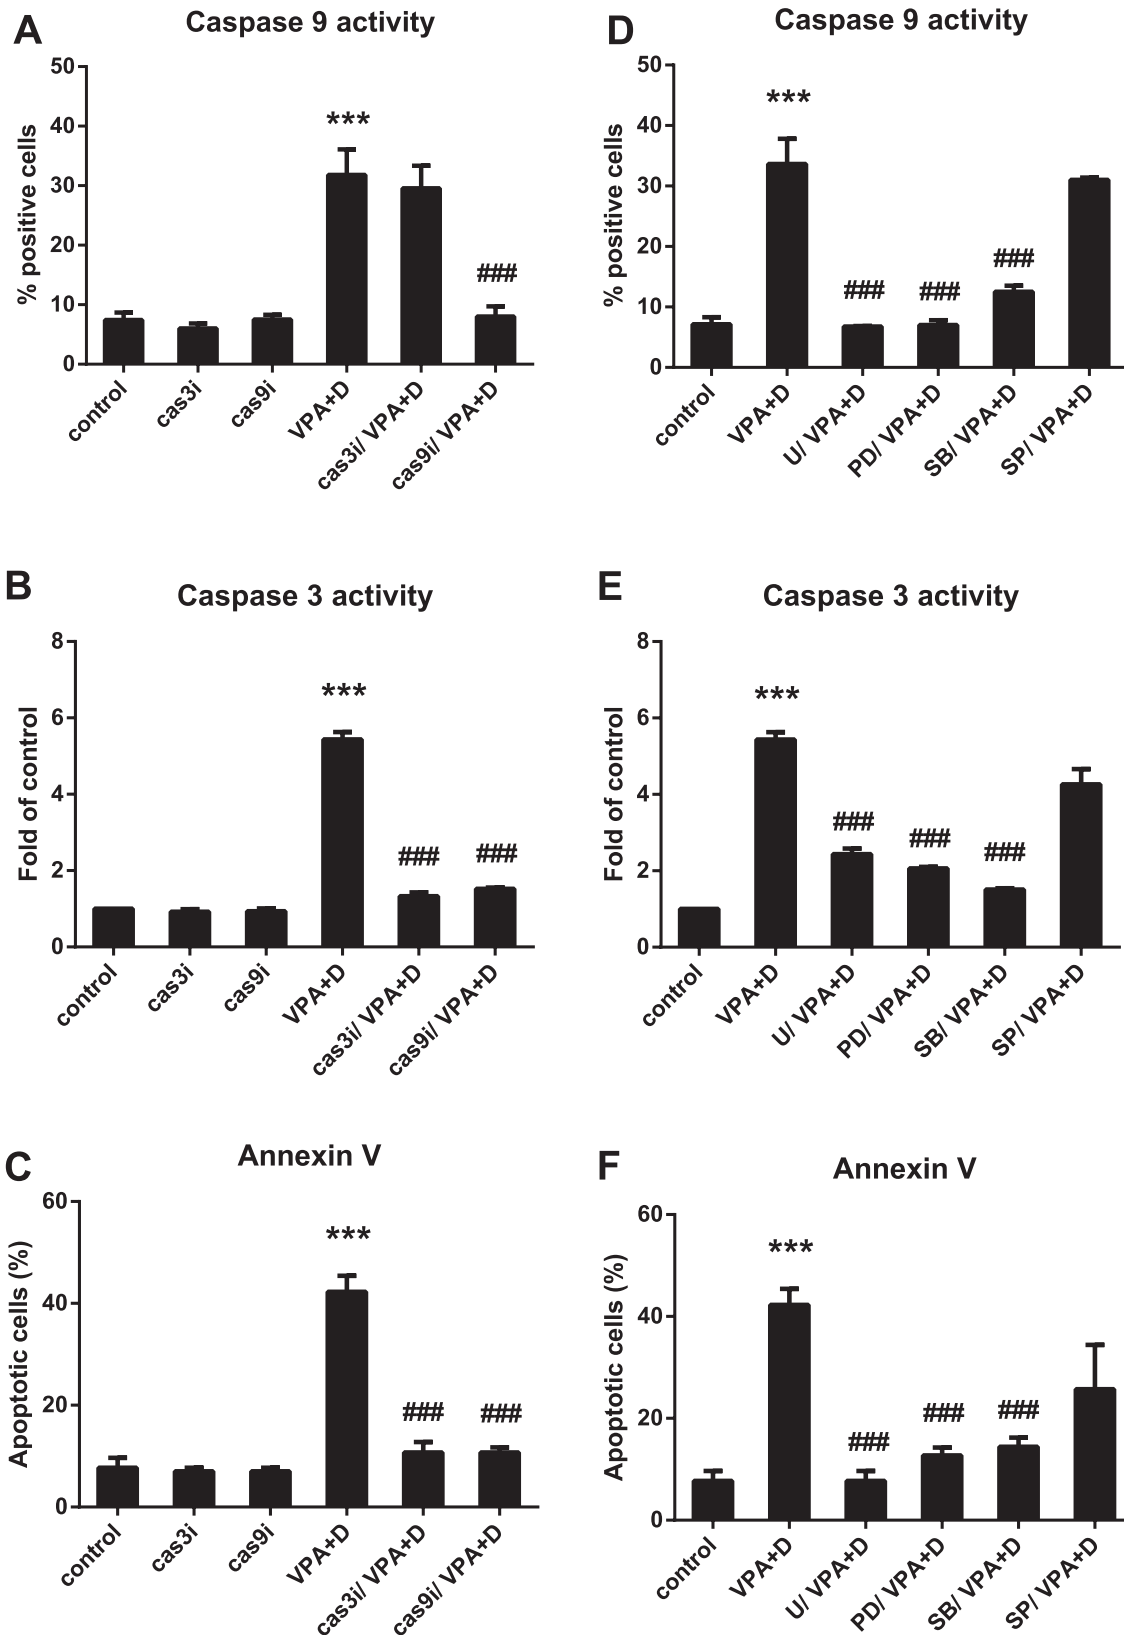 A
Caspase 9 activity
% positive cells
50
40
30
20
10
0
***
###
control
cas3i
cas9i
VPA+D
cas3i/ VPA+D
cas9i/ VPA+D
D
Caspase 9 activity
% positive cells
50
40
30
20
10
0
***
###
###
###
control
VPA+D
U/ VPA+D
PD/ VPA+D
SB/ VPA+D
SP/ VPA+D
B
Caspase 3 activity
Fold of control
8
6
4
2
0
***
###
###
control
cas3i
cas9i
VPA+D
cas3i/ VPA+D
cas9i/ VPA+D
E
Caspase 3 activity
Fold of control
8
6
4
2
0
***
###
###
###
control
VPA+D
U/ VPA+D
PD/ VPA+D
SB/ VPA+D
SP/ VPA+D
C
Annexin V
Apoptotic cells (%)
60
40
20
0
***
###
###
control
cas3i
cas9i
VPA+D
cas3i/ VPA+D
cas9i/ VPA+D
F
Annexin V
Apoptotic cells (%)
60
40
20
0
***
###
###
###
control
VPA+D
U/ VPA+D
PD/ VPA+D
SB/ VPA+D
SP/ VPA+D